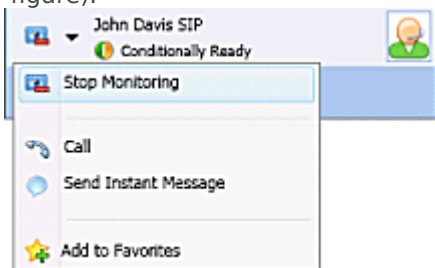 figure).
John Davis SIP
Conditionally Ready
Stop Monitoring
Call
Send Instant Message
Add to Favorites